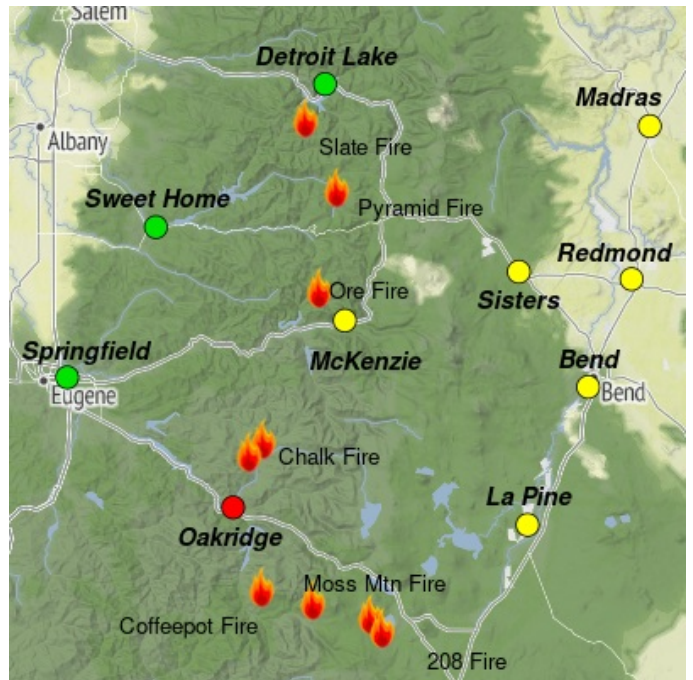 Salem
Detroit Lake
Madras
Albany
Slate Fire
Sweet Home
Pyramid Fire
Redmond
Ore Fire
Sisters
Springfield
McKenzie
Bend
Eugene
Bend
Chalk Fire
La Pine
Oakridge
Moss Mtn Fire
Coffeepot Fire
208 Fire